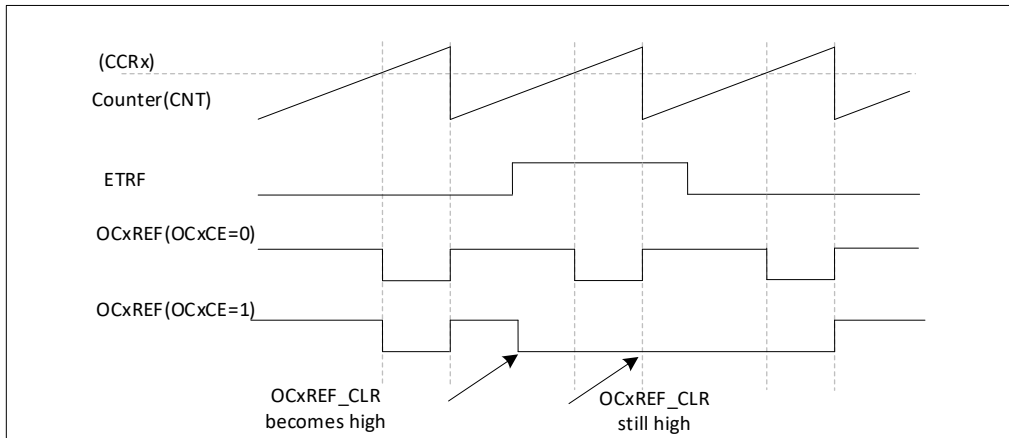 (CCRx)
Counter(CNT)
ETRF
OCxREF(OCxCE=0)
OCxREF(OCxCE=1)
OCxREF_CLR
becomes high
OCxREF_CLR
still high